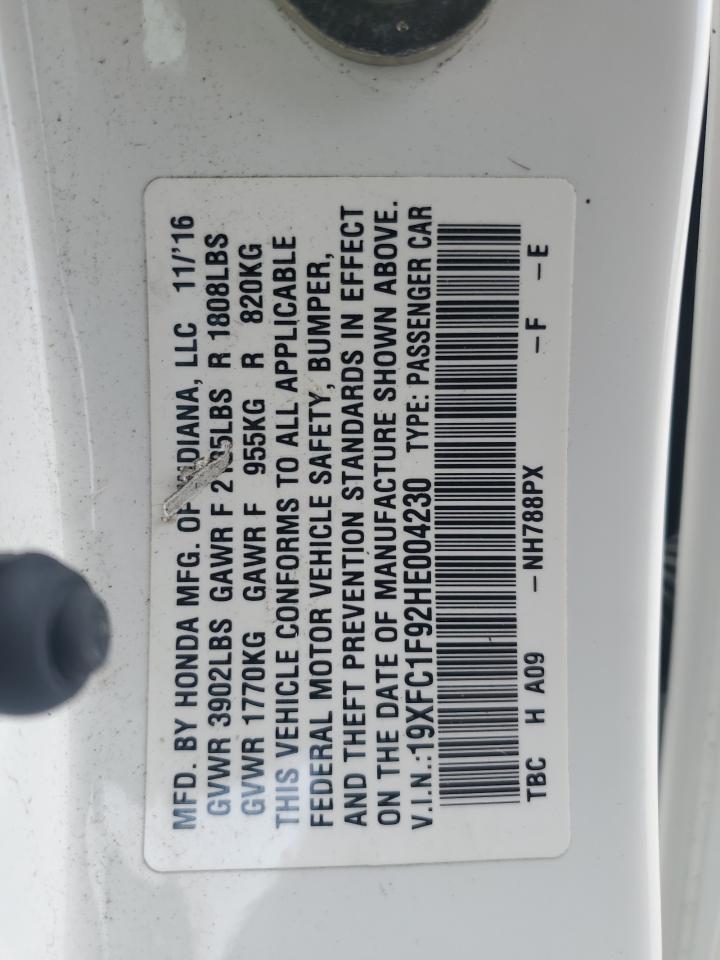 MFD. BY HONDA MFG. OF INDIANA, LLC 11/'16
GVWR 3902LBS GAWR F R 1808LBS
GVWR 1770KG GAWR F 955KG R 820KG
THIS VEHICLE CONFORMS TO ALL APPLICABLE
FEDERAL MOTOR VEHICLE SAFETY, BUMPER,
AND THEFT PREVENTION STANDARDS IN EFFECT
ON THE DATE OF MANUFACTURE SHOWN ABOVE.
V.I.N.:19XFC1F92HE004230 TYPE: PASSENGER CAR
TBC H A09 -NH788PX -F -E